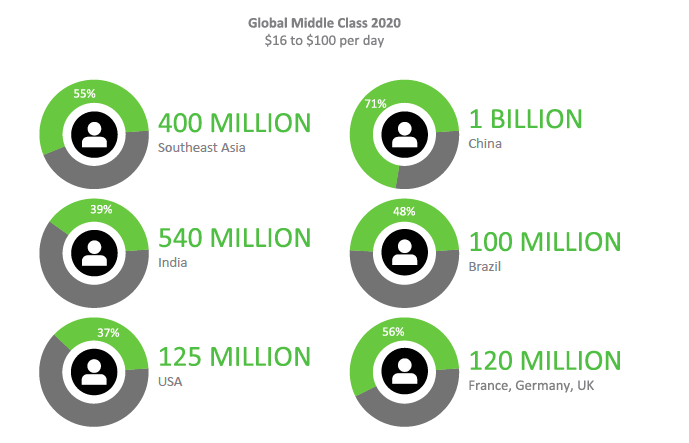 Global Middle Class 2020
$16 to $100 per day
55%
400 MILLION
Southeast Asia
71%
1 BILLION
China
39%
540 MILLION
India
48%
100 MILLION
Brazil
37%
125 MILLION
USA
56%
120 MILLION
France, Germany, UK